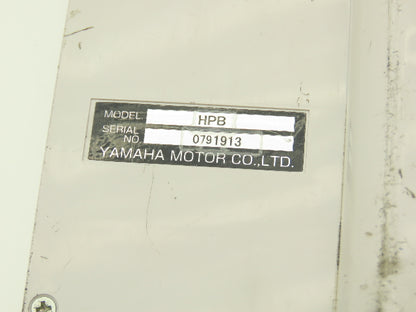 MODEL HPB
SERIAL
NO. 0791913
YAMAHA MOTOR CO.,LTD.